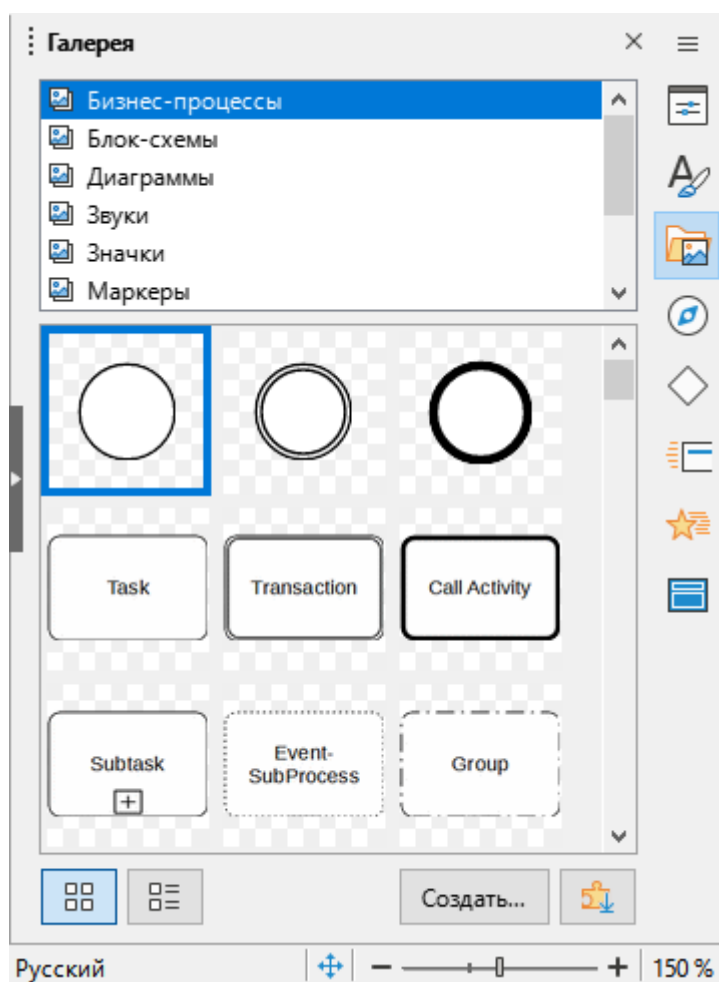 Галерея
Бизнес-процессы
Блок-схемы
Диаграммы
Звуки
Значки
Маркеры
Task
Transaction
Call Activity
Subtask
Event-
SubProcess
Group
Создать...
Русский
150 %